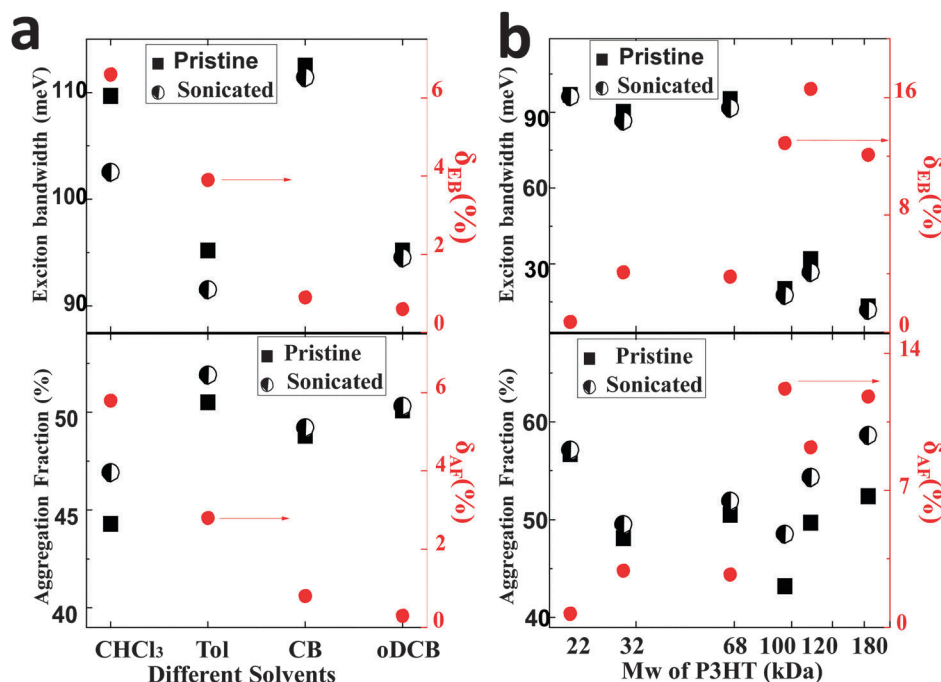 a
Pristine
Sonicated
110
100
90
Exciton bandwidth (meV)
6
4
2
0
δEB(%)
Pristine
Sonicated
50
45
40
Aggregation Fraction (%)
6
4
2
0
δAF(%)
CHCl₃ Tol CB oDCB
Different Solvents
b
Pristine
Sonicated
90
60
30
Exciton bandwidth (meV)
16
8
0
δEB(%)
Pristine
Sonicated
60
50
40
Aggregation Fraction (%)
14
7
0
δAF(%)
22 32 68 100 120 180
Mw of P3HT (kDa)